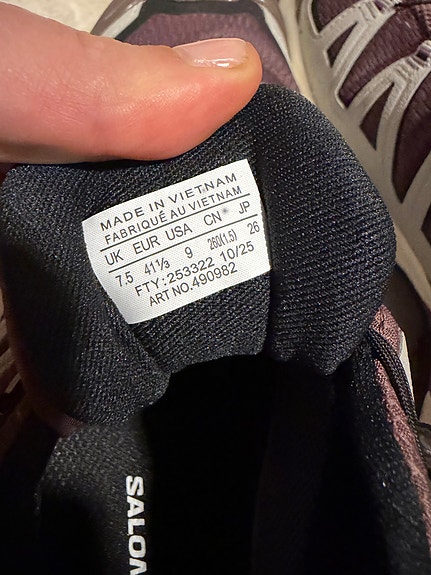 MADE IN VIETNAM
FABRIQUÉ AU VIETNAM
UK EUR USA CN* JP
7.5 41⅓ 9 260(1.5) 26
FTY:253322 10/25
ART NO.490982
SALOM